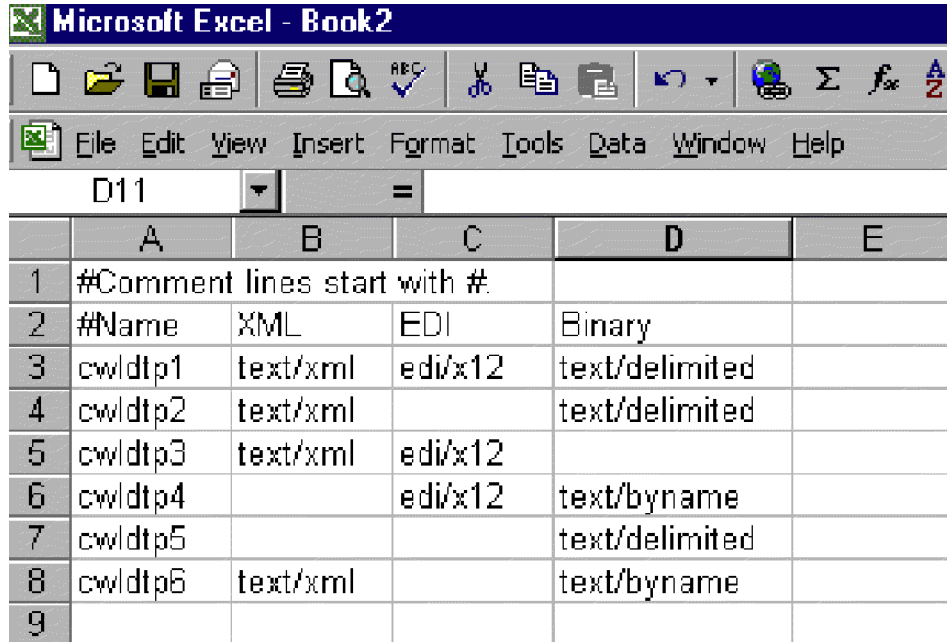 Microsoft Excel - Book2
ABC Σ fx A Z
File Edit View Insert Format Tools Data Window Help
D11 =
A B C D E
1 #Comment lines start with #.
2 #Name XML EDI Binary
3 cwldtp1 text/xml edi/x12 text/delimited
4 cwldtp2 text/xml text/delimited
5 cwldtp3 text/xml edi/x12
6 cwldtp4 edi/x12 text/byname
7 cwldtp5 text/delimited
8 cwldtp6 text/xml text/byname
9